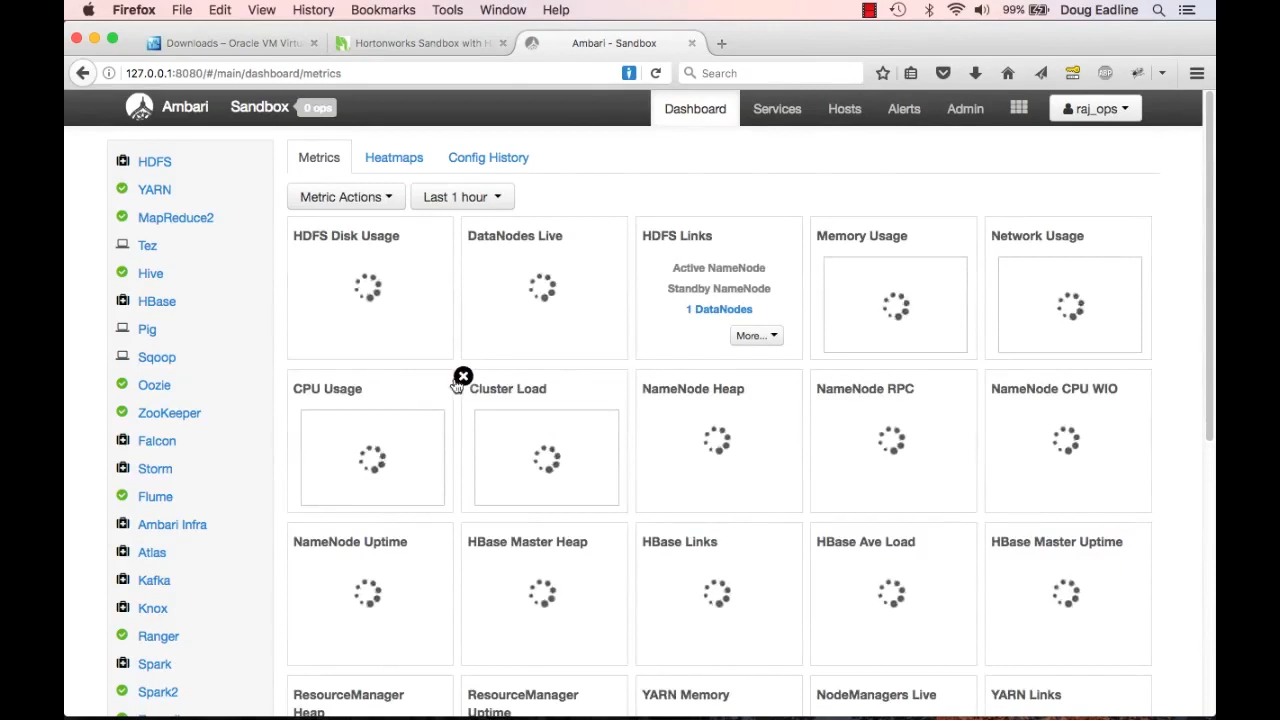 Firefox File Edit View History Bookmarks Tools Window Help 99% Doug Eadline
Downloads – Oracle VM Virtu Hortonworks Sandbox with H Ambari - Sandbox
127.0.0.1:8080/#/main/dashboard/metrics Search ABP
Ambari Sandbox 0 ops Dashboard Services Hosts Alerts Admin raj_ops
HDFS
YARN
MapReduce2
Tez
Hive
HBase
Pig
Sqoop
Oozie
ZooKeeper
Falcon
Storm
Flume
Ambari Infra
Atlas
Kafka
Knox
Ranger
Spark
Spark2
Metrics Heatmaps Config History
Metric Actions Last 1 hour
HDFS Disk Usage
DataNodes Live
HDFS Links
Active NameNode
Standby NameNode
1 DataNodes
More...
Memory Usage
Network Usage
CPU Usage
Cluster Load
NameNode Heap
NameNode RPC
NameNode CPU WIO
NameNode Uptime
HBase Master Heap
HBase Links
HBase Ave Load
HBase Master Uptime
ResourceManager
Heap
ResourceManager
Uptime
YARN Memory
NodeManagers Live
YARN Links